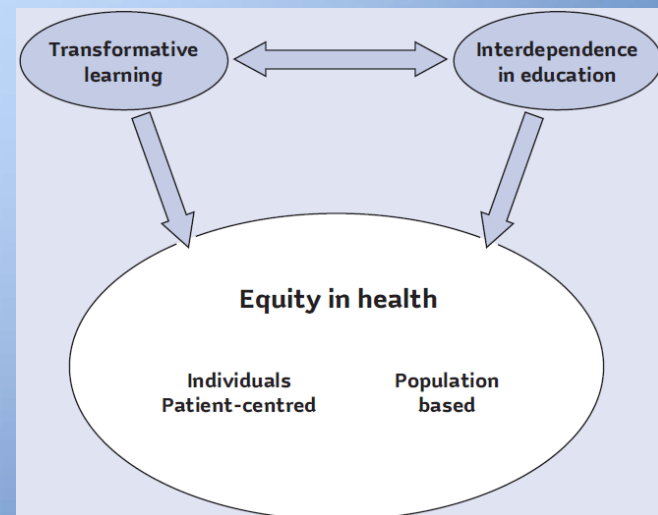 Transformative
learning
Interdependence
in education
Equity in health
Individuals
Patient-centred
Population
based